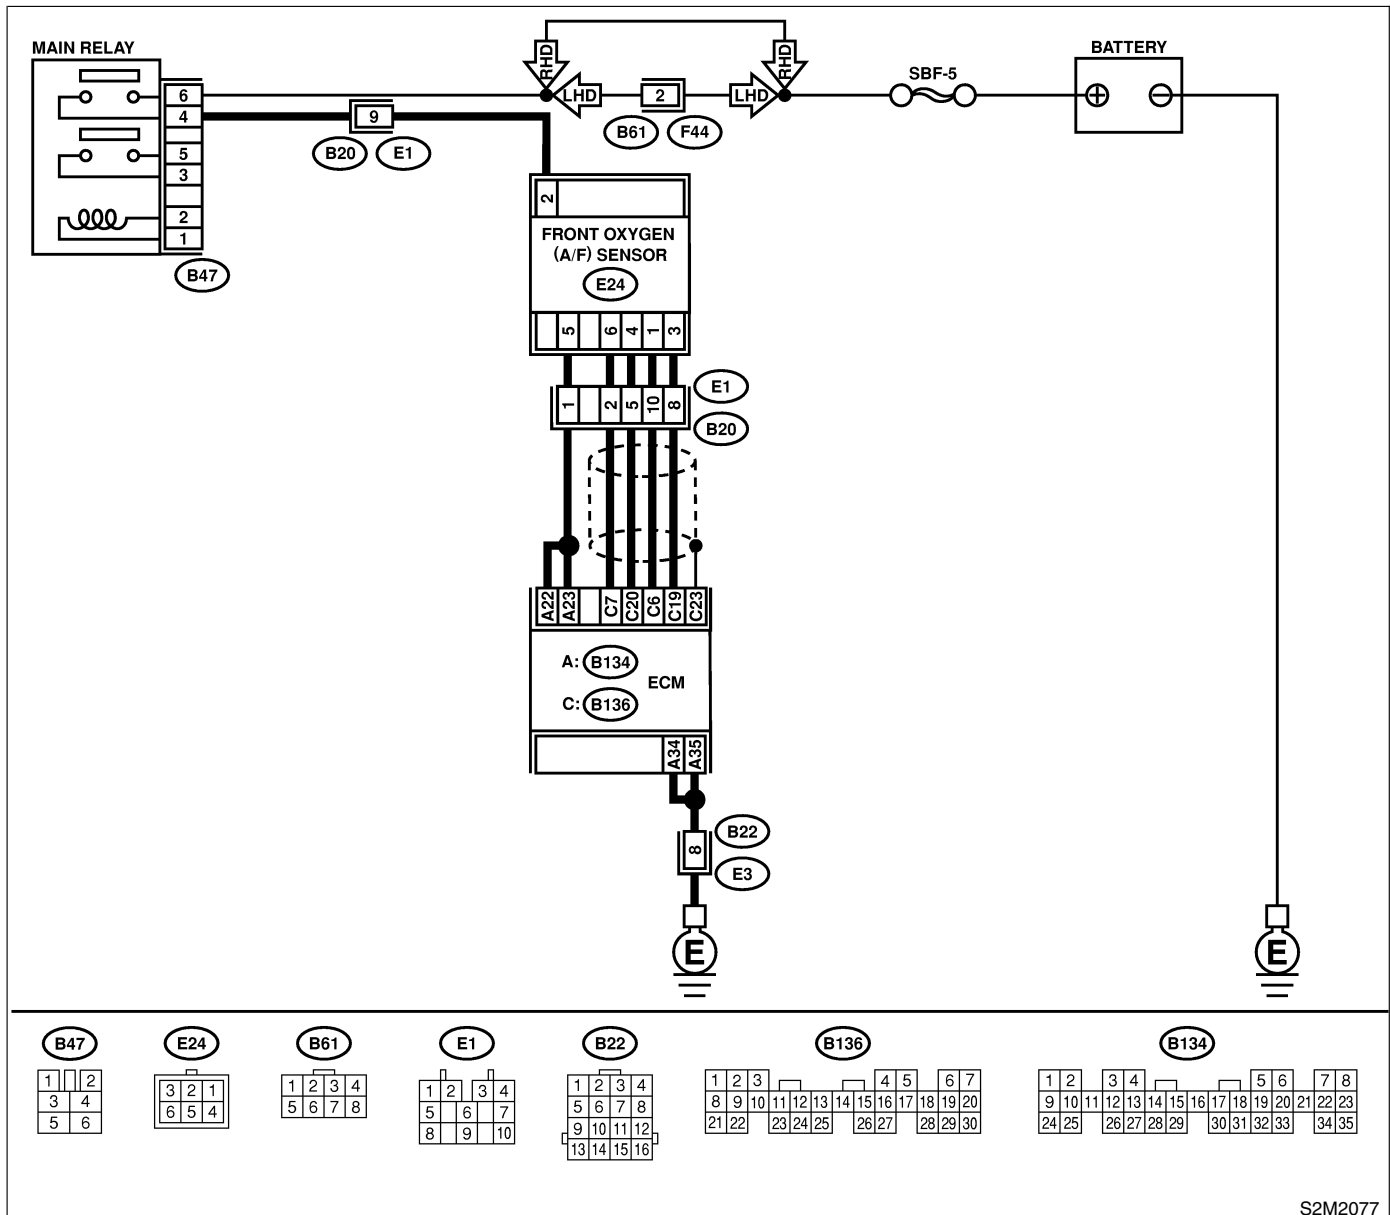 MAIN RELAY
BATTERY
RHD
RHD
SBF-5
6
LHD
2
LHD
4
9
B61
F44
5
B20
E1
3
2
2
FRONT OXYGEN
1
(A/F) SENSOR
B47
E24
5 6 4 1 3
E1
1 2 5 10 8
B20
A22 A23 C7 C20 C6 C19 C23
A: B134
ECM
C: B136
A34 A35
B22
8
E3
E E
B47 E24 B61 E1 B22 B136 B134
1 2
3 4
5 6
3 2 1
6 5 4
1 2 3 4
5 6 7 8
1 2 3 4
5 6 7
8 9 10
1 2 3 4
5 6 7 8
9 10 11 12
13 14 15 16
1 2 3 4 5 6 7
8 9 10 11 12 13 14 15 16 17 18 19 20
21 22 23 24 25 26 27 28 29 30
1 2 3 4 5 6 7 8
9 10 11 12 13 14 15 16 17 18 19 20 21 22 23
24 25 26 27 28 29 30 31 32 33 34 35
S2M2077